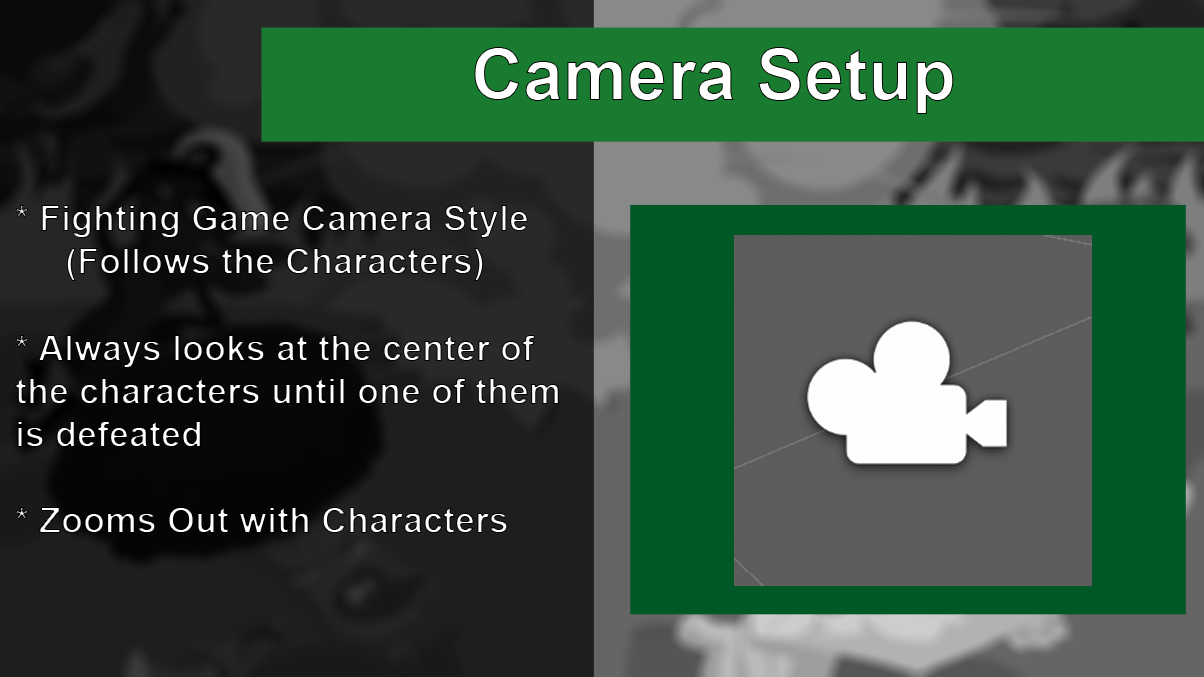 Camera Setup
* Fighting Game Camera Style
(Follows the Characters)
* Always looks at the center of
the characters until one of them
is defeated
* Zooms Out with Characters